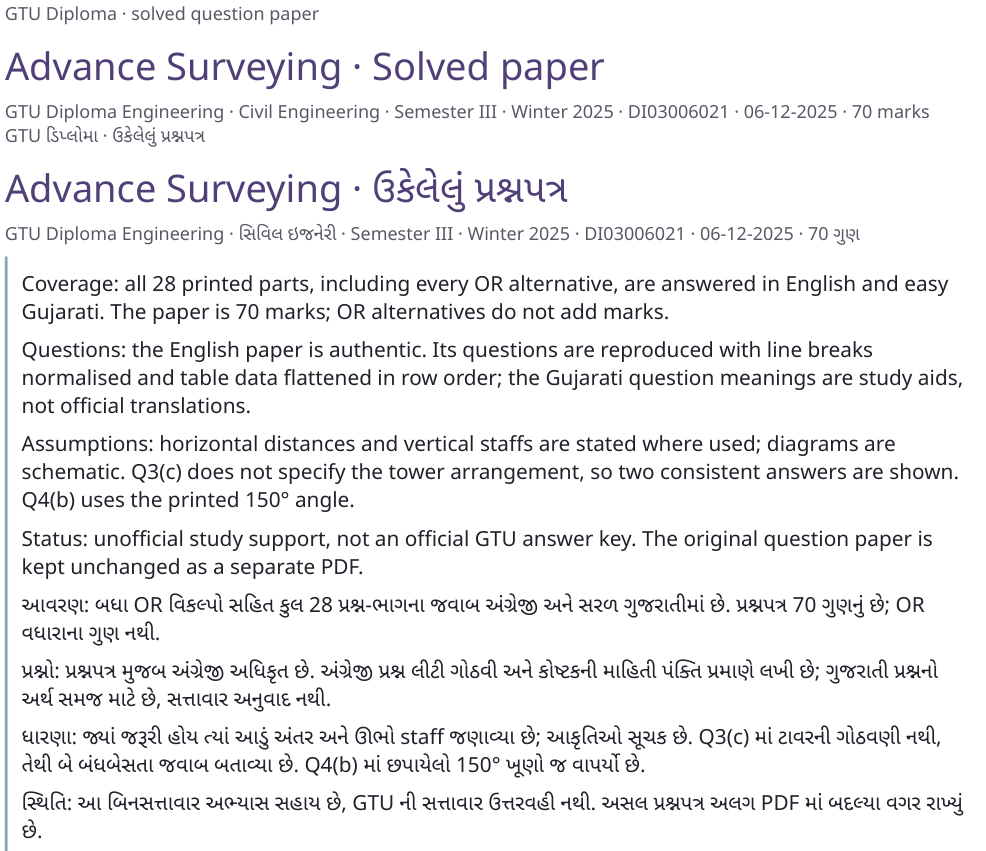 GTU Diploma · solved question paper
Advance Surveying · Solved paper
GTU Diploma Engineering · Civil Engineering · Semester III · Winter 2025 · DI03006021 · 06-12-2025 · 70 marks
GTU ડિપ્લોમા · ઉકેલેલું પ્રશ્નપત્ર
Advance Surveying · ઉકેલેલું પ્રશ્નપત્ર
GTU Diploma Engineering · સિવિલ ઇજનેરી · Semester III · Winter 2025 · DI03006021 · 06-12-2025 · 70 ગુણ
Coverage: all 28 printed parts, including every OR alternative, are answered in English and easy
Gujarati. The paper is 70 marks; OR alternatives do not add marks.
Questions: the English paper is authentic. Its questions are reproduced with line breaks
normalised and table data flattened in row order; the Gujarati question meanings are study aids,
not official translations.
Assumptions: horizontal distances and vertical staffs are stated where used; diagrams are
schematic. Q3(c) does not specify the tower arrangement, so two consistent answers are shown.
Q4(b) uses the printed 150° angle.
Status: unofficial study support, not an official GTU answer key. The original question paper is
kept unchanged as a separate PDF.
આવરણ: બધા OR વિકલ્પો સહિત કુલ 28 પ્રશ્ન-ભાગના જવાબ અંગ્રેજી અને સરળ ગુજરાતીમાં છે. પ્રશ્નપત્ર 70 ગુણનું છે; OR
વધારાના ગુણ નથી.
પ્રશ્નો: પ્રશ્નપત્ર મુજબ અંગ્રેજી અધિકૃત છે. અંગ્રેજી પ્રશ્ન લીટી ગોઠવી અને કોષ્ટકની માહિતી પંક્તિ પ્રમાણે લખી છે; ગુજરાતી પ્રશ્નનો
અર્થ સમજ માટે છે, સત્તાવાર અનુવાદ નથી.
ધારણા: જ્યાં જરૂરી હોય ત્યાં આડું અંતર અને ઊભો staff જણાવ્યા છે; આકૃતિઓ સૂચક છે. Q3(c) માં ટાવરની ગોઠવણી નથી,
તેથી બે બંધબેસતા જવાબ બતાવ્યા છે. Q4(b) માં છપાયેલો 150° ખૂણો જ વાપર્યો છે.
સ્થિતિ: આ બિનસત્તાવાર અભ્યાસ સહાય છે, GTU ની સત્તાવાર ઉત્તરવહી નથી. અસલ પ્રશ્નપત્ર અલગ PDF માં બદલ્યા વગર રાખ્યું
છે.